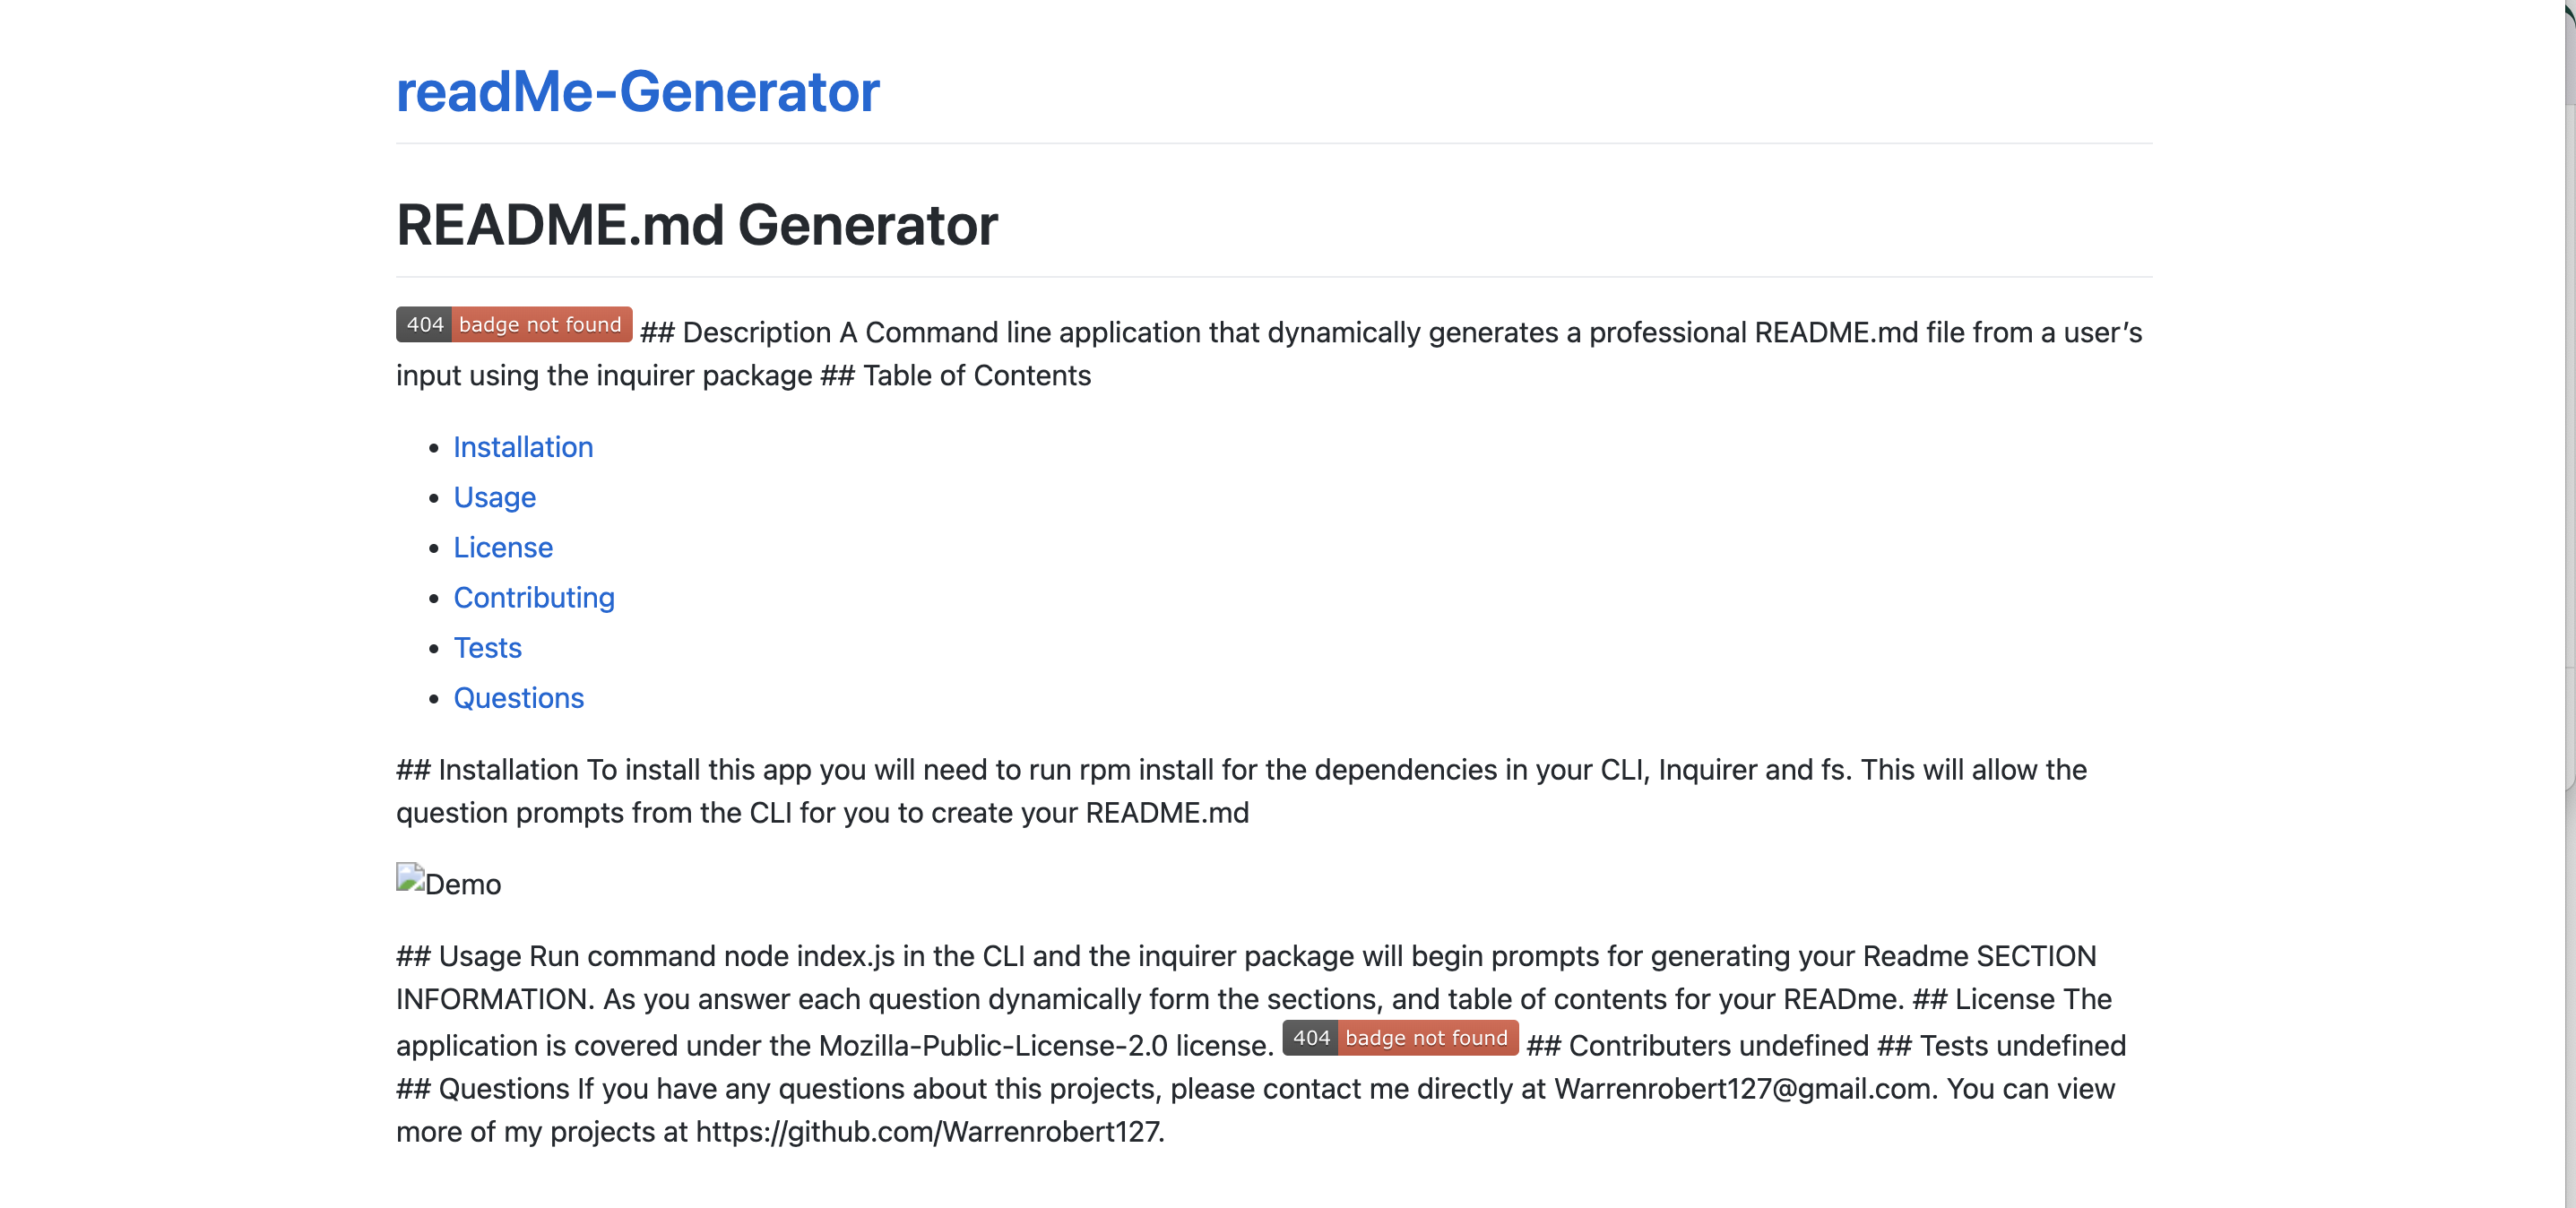 readMe-Generator
README.md Generator
404 badge not found ## Description A Command line application that dynamically generates a professional README.md file from a user’s
input using the inquirer package ## Table of Contents
• Installation
• Usage
• License
• Contributing
• Tests
• Questions
## Installation To install this app you will need to run rpm install for the dependencies in your CLI, Inquirer and fs. This will allow the
question prompts from the CLI for you to create your README.md
Demo
## Usage Run command node index.js in the CLI and the inquirer package will begin prompts for generating your Readme SECTION
INFORMATION. As you answer each question dynamically form the sections, and table of contents for your READme. ## License The
application is covered under the Mozilla-Public-License-2.0 license. 404 badge not found ## Contributers undefined ## Tests undefined
## Questions If you have any questions about this projects, please contact me directly at Warrenrobert127@gmail.com. You can view
more of my projects at https://github.com/Warrenrobert127.